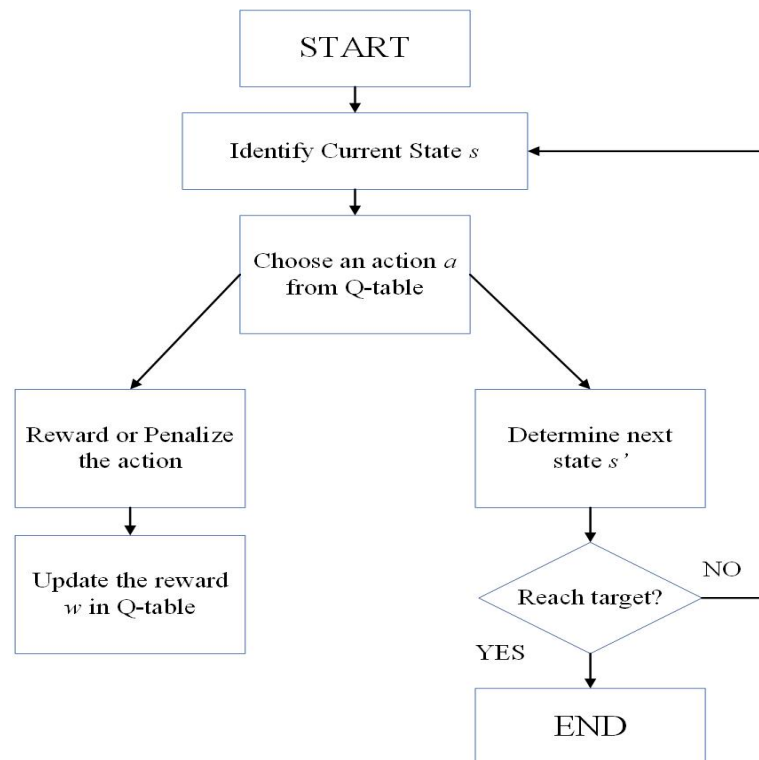 START
Identify Current State s
Choose an action a
from Q-table
Reward or Penalize
the action
Determine next
state s’
Update the reward
w in Q-table
Reach target?
NO
YES
END